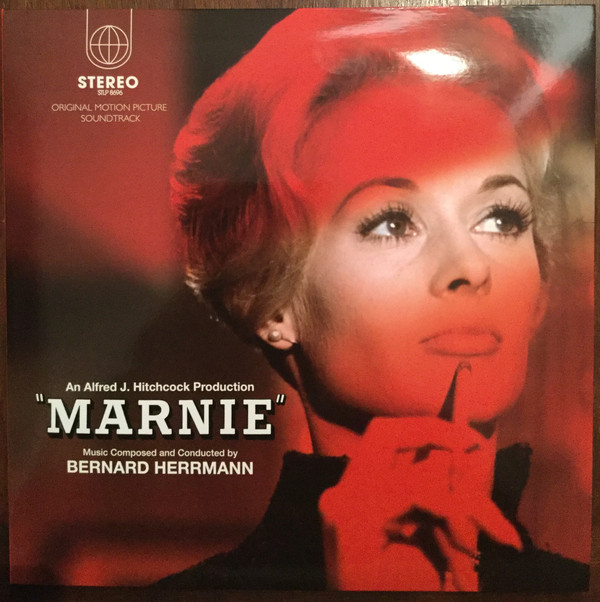 STEREO
STLP 8696
ORIGINAL MOTION PICTURE
SOUNDTRACK
An Alfred J. Hitchcock Production
"MARNIE"
Music Composed and Conducted by
BERNARD HERRMANN